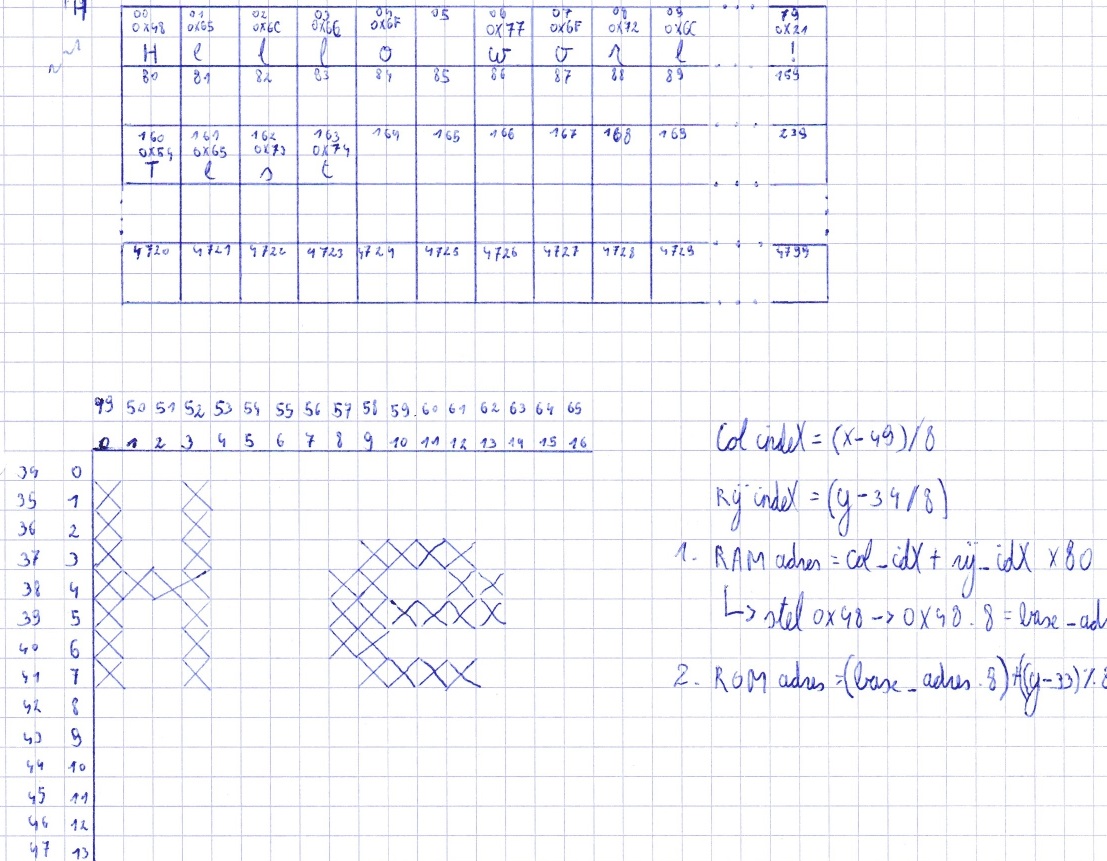 H
00 01 02 03 04 05 06 07 08 09 . . . 79
0x48 0x65 0x6C 0x6F 0x77 0x6F 0x72 0x6C 0x21
H e l l o w o r l !
80 81 82 83 84 85 86 87 88 89 159
160 161 162 163 164 165 166 167 168 169 . . . 239
0x54 0x65 0x73 0x74
T e s t
4720 4721 4722 4723 4724 4725 4726 4727 4728 4729 . . . 4799
49 50 51 52 53 54 55 56 57 58 59 60 61 62 63 64 65
0 1 2 3 4 5 6 7 8 9 10 11 12 13 14 15 16
34 0
35 1
36 2
37 3
38 4
39 5
40 6
41 7
42 8
43 9
44 10
45 11
46 12
47 13
Col index = (x-49)/8
Rij index = (y-34/8)
1. RAM adres = col_idx + rij_idx x 80
↳ stel 0x48 -> 0x48 . 8 = base_ad
2. ROM adres = (base_adres . 8) + (y-33) % 8